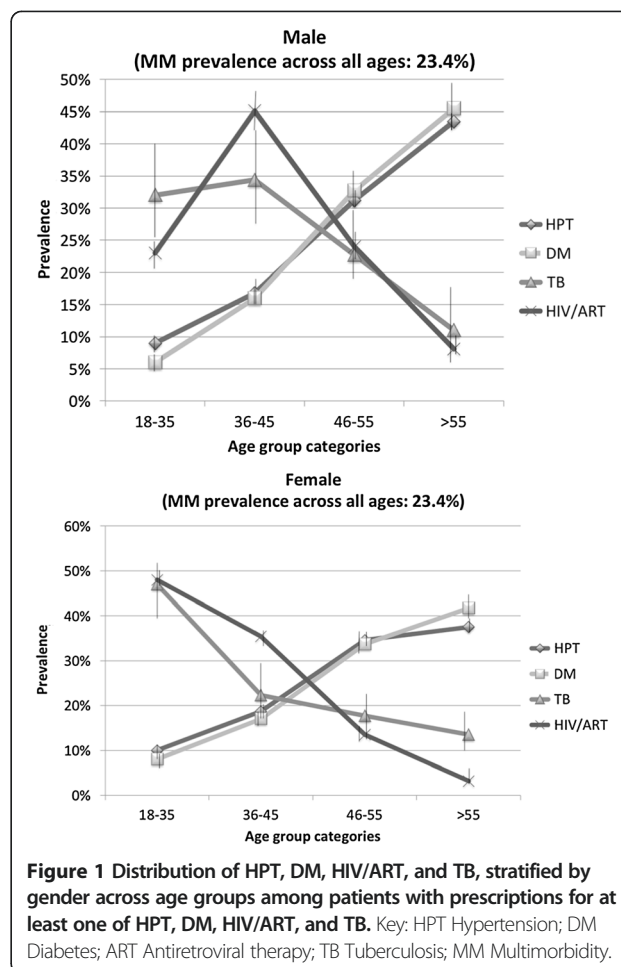 Male
(MM prevalence across all ages: 23.4%)
50%
45%
40%
35%
30%
25%
20%
15%
10%
5%
0%
Prevalence
18-35 36-45 46-55 >55
Age group categories
HPT
DM
TB
HIV/ART
Female
(MM prevalence across all ages: 23.4%)
60%
50%
40%
30%
20%
10%
0%
Prevalence
18-35 36-45 46-55 >55
Age group categories
HPT
DM
TB
HIV/ART
Figure 1 Distribution of HPT, DM, HIV/ART, and TB, stratified by
gender across age groups among patients with prescriptions for at
least one of HPT, DM, HIV/ART, and TB. Key: HPT Hypertension; DM
Diabetes; ART Antiretroviral therapy; TB Tuberculosis; MM Multimorbidity.